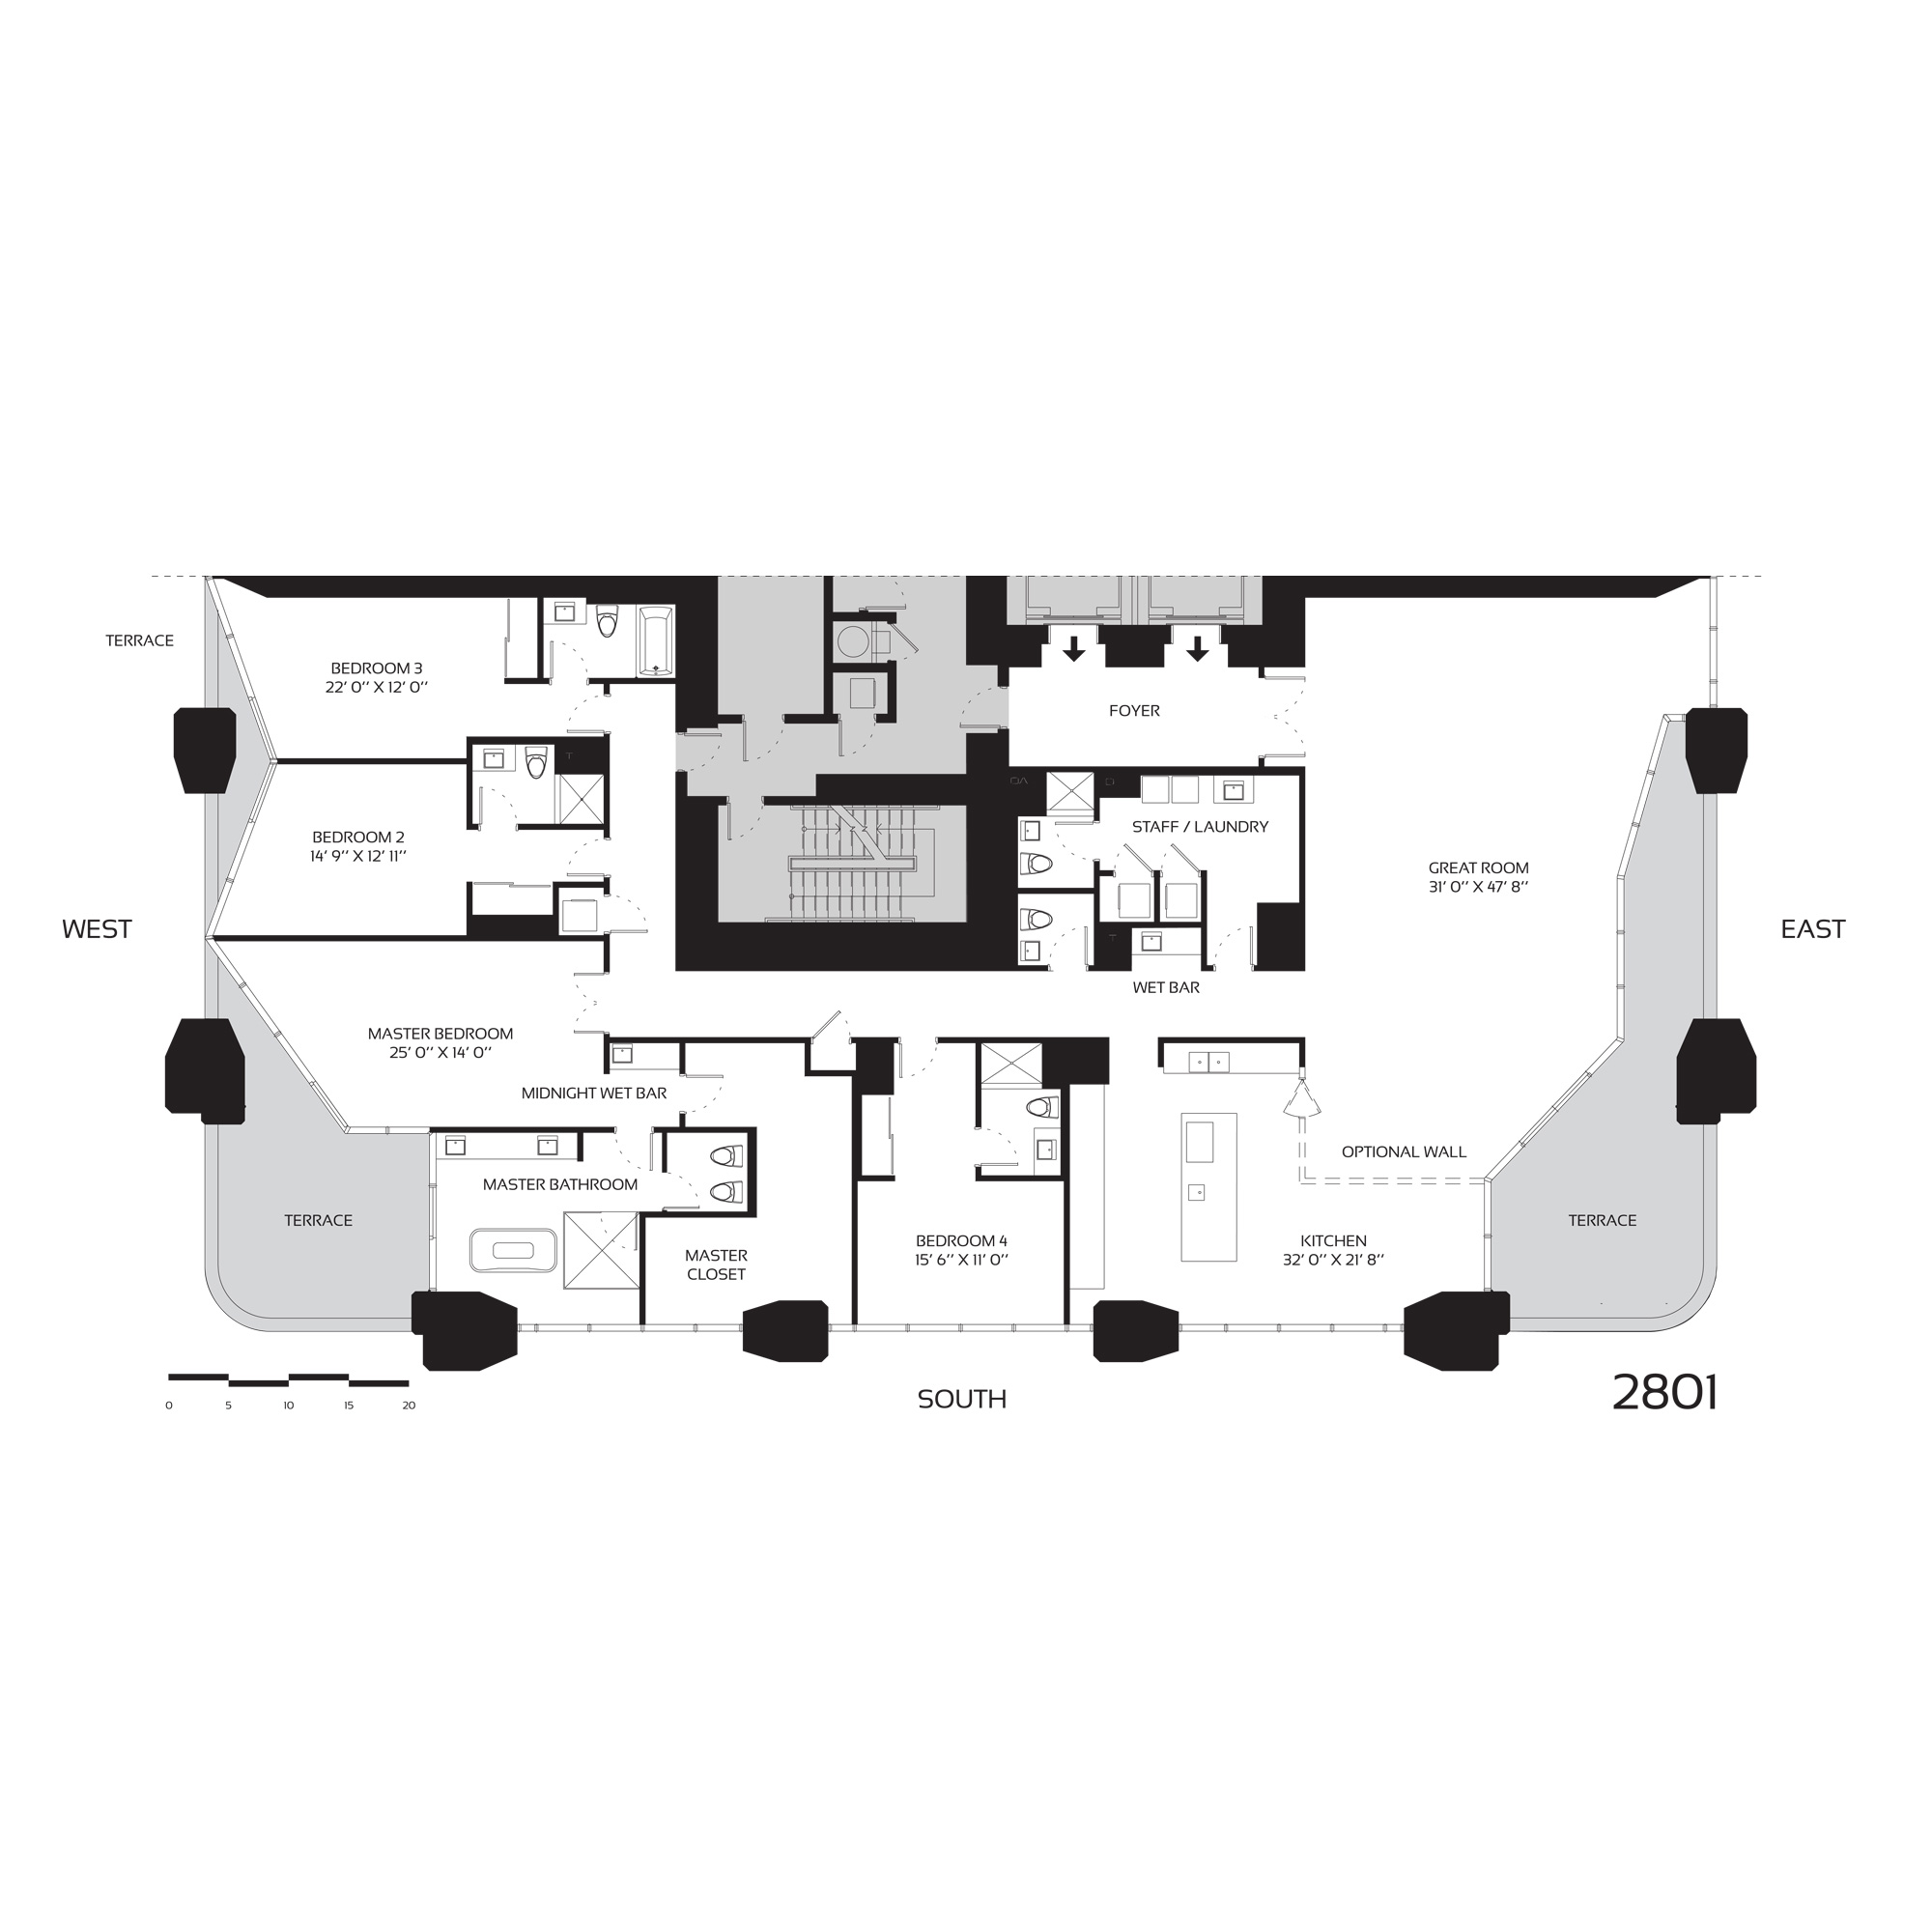 TERRACE
BEDROOM 3
22’ 0’’ X 12’ 0’’
FOYER
BEDROOM 2
14’ 9’’ X 12’ 11’’
STAFF / LAUNDRY
GREAT ROOM
31’ 0’’ X 47’ 8’’
WEST
EAST
WET BAR
MASTER BEDROOM
25’ 0’’ X 14’ 0’’
MIDNIGHT WET BAR
OPTIONAL WALL
MASTER BATHROOM
TERRACE
TERRACE
BEDROOM 4
15’ 6’’ X 11’ 0’’
KITCHEN
32’ 0’’ X 21’ 8’’
MASTER
CLOSET
0 5 10 15 20
SOUTH
2801